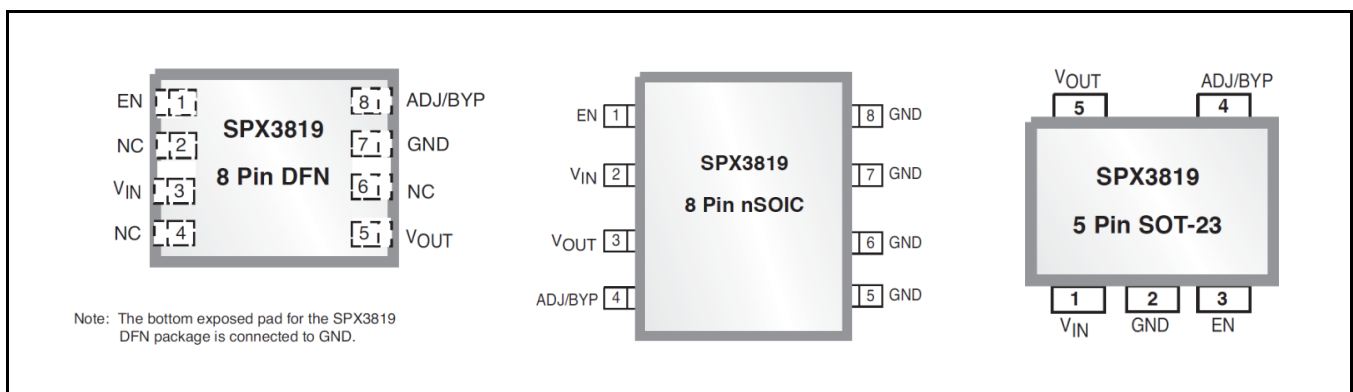 EN 1
NC 2
VIN 3
NC 4
SPX3819
8 Pin DFN
8 ADJ/BYP
7 GND
6 NC
5 VOUT
Note: The bottom exposed pad for the SPX3819
DFN package is connected to GND.
EN 1
VIN 2
VOUT 3
ADJ/BYP 4
SPX3819
8 Pin nSOIC
8 GND
7 GND
6 GND
5 GND
VOUT ADJ/BYP
5 4
SPX3819
5 Pin SOT-23
1 2 3
VIN GND EN